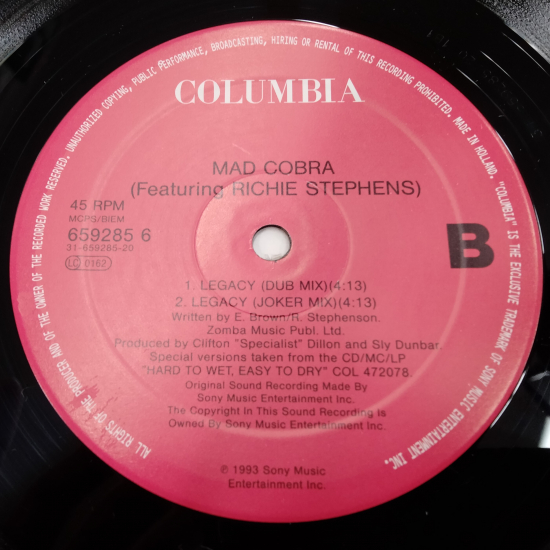 ALL RIGHTS OF THE PRODUCER AND OF THE OWNER OF THE RECORDED WORK RESERVED. UNAUTHORIZED COPYING, PUBLIC PERFORMANCE, BROADCASTING, HIRING OR RENTAL OF THIS RECORDING PROHIBITED. MADE IN HOLLAND. "COLUMBIA" IS THE EXCLUSIVE TRADEMARK OF SONY MUSIC ENTERTAINMENT INC.
COLUMBIA
MAD COBRA
(Featuring RICHIE STEPHENS)
45 RPM
MCPS/BIEM
659285 6
31-659285-20
LC 0162
B
1. LEGACY (DUB MIX)(4:13)
2. LEGACY (JOKER MIX)(4:13)
Written by E. Brown/R. Stephenson.
Zomba Music Publ. Ltd.
Produced by Clifton "Specialist" Dillon and Sly Dunbar.
Special versions taken from the CD/MC/LP
"HARD TO WET, EASY TO DRY" COL 472078.
Original Sound Recording Made By
Sony Music Entertainment Inc.
The Copyright In This Sound Recording is
Owned By Sony Music Entertainment Inc.
℗ 1993 Sony Music
Entertainment Inc.